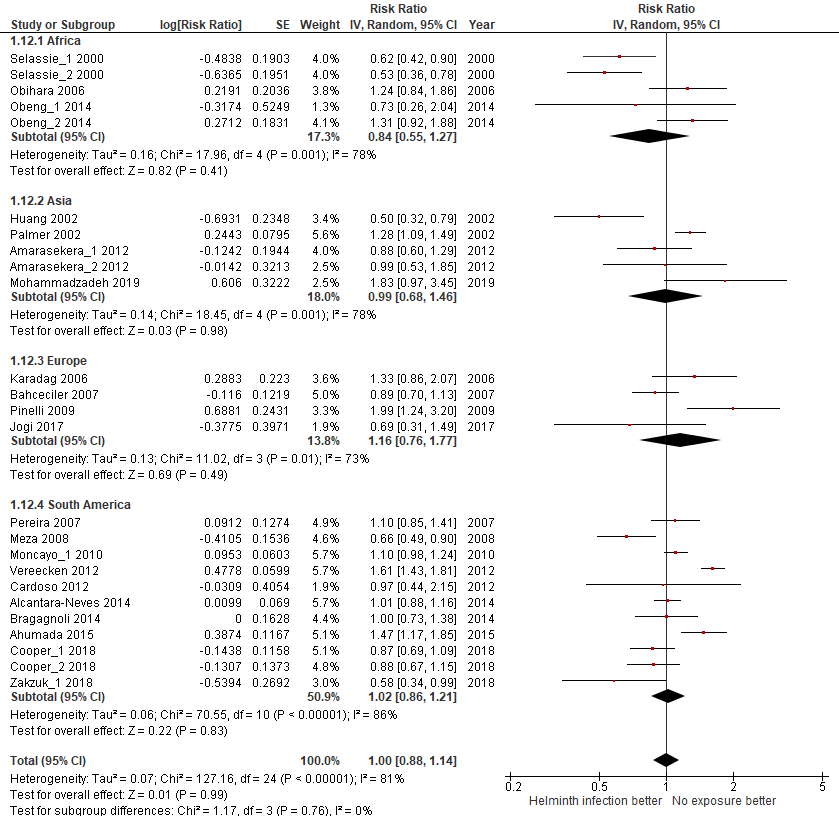 Risk Ratio Risk Ratio
Study or Subgroup log[Risk Ratio] SE Weight IV, Random, 95% CI Year IV, Random, 95% CI
1.12.1 Africa
Selassie_1 2000 -0.4838 0.1903 4.0% 0.62 [0.42, 0.90] 2000
Selassie_2 2000 -0.6365 0.1951 4.0% 0.53 [0.36, 0.78] 2000
Obihara 2006 0.2191 0.2036 3.8% 1.24 [0.84, 1.86] 2006
Obeng_1 2014 -0.3174 0.5249 1.3% 0.73 [0.26, 2.04] 2014
Obeng_2 2014 0.2712 0.1831 4.1% 1.31 [0.92, 1.88] 2014
Subtotal (95% CI) 17.3% 0.84 [0.55, 1.27]
Heterogeneity: Tau² = 0.16; Chi² = 17.96, df = 4 (P = 0.001); I² = 78%
Test for overall effect: Z = 0.82 (P = 0.41)
1.12.2 Asia
Huang 2002 -0.6931 0.2348 3.4% 0.50 [0.32, 0.79] 2002
Palmer 2002 0.2443 0.0795 5.6% 1.28 [1.09, 1.49] 2002
Amarasekera_1 2012 -0.1242 0.1944 4.0% 0.88 [0.60, 1.29] 2012
Amarasekera_2 2012 -0.0142 0.3213 2.5% 0.99 [0.53, 1.85] 2012
Mohammadzadeh 2019 0.606 0.3222 2.5% 1.83 [0.97, 3.45] 2019
Subtotal (95% CI) 18.0% 0.99 [0.68, 1.46]
Heterogeneity: Tau² = 0.14; Chi² = 18.45, df = 4 (P = 0.001); I² = 78%
Test for overall effect: Z = 0.03 (P = 0.98)
1.12.3 Europe
Karadag 2006 0.2883 0.223 3.6% 1.33 [0.86, 2.07] 2006
Bahceciler 2007 -0.116 0.1219 5.0% 0.89 [0.70, 1.13] 2007
Pinelli 2009 0.6881 0.2431 3.3% 1.99 [1.24, 3.20] 2009
Jogi 2017 -0.3775 0.3971 1.9% 0.69 [0.31, 1.49] 2017
Subtotal (95% CI) 13.8% 1.16 [0.76, 1.77]
Heterogeneity: Tau² = 0.13; Chi² = 11.02, df = 3 (P = 0.01); I² = 73%
Test for overall effect: Z = 0.69 (P = 0.49)
1.12.4 South America
Pereira 2007 0.0912 0.1274 4.9% 1.10 [0.85, 1.41] 2007
Meza 2008 -0.4105 0.1536 4.6% 0.66 [0.49, 0.90] 2008
Moncayo_1 2010 0.0953 0.0603 5.8% 1.10 [0.98, 1.24] 2010
Vereecken 2012 0.4778 0.0599 5.8% 1.61 [1.43, 1.81] 2012
Cardoso 2012 -0.0309 0.4054 1.9% 0.97 [0.44, 2.15] 2012
Alcantara-Neves 2014 0.0099 0.069 5.7% 1.01 [0.88, 1.16] 2014
Bragagnoli 2014 0 0.1628 4.4% 1.00 [0.73, 1.38] 2014
Ahumada 2015 0.3874 0.1167 5.1% 1.47 [1.17, 1.85] 2015
Cooper_1 2018 -0.1438 0.1158 5.1% 0.87 [0.69, 1.09] 2018
Cooper_2 2018 -0.1307 0.1373 4.8% 0.88 [0.67, 1.15] 2018
Zakzuk_1 2018 -0.5394 0.2692 3.0% 0.58 [0.34, 0.99] 2018
Subtotal (95% CI) 50.9% 1.02 [0.86, 1.21]
Heterogeneity: Tau² = 0.06; Chi² = 70.55, df = 10 (P < 0.00001); I² = 86%
Test for overall effect: Z = 0.22 (P = 0.83)
Total (95% CI) 100.0% 1.00 [0.88, 1.14]
Heterogeneity: Tau² = 0.07; Chi² = 127.16, df = 24 (P < 0.00001); I² = 81%
Test for overall effect: Z = 0.01 (P = 0.99)
Test for subgroup differences: Chi² = 1.17, df = 3 (P = 0.76), I² = 0%
0.2 0.5 1 2 5
Helminth infection better No exposure better